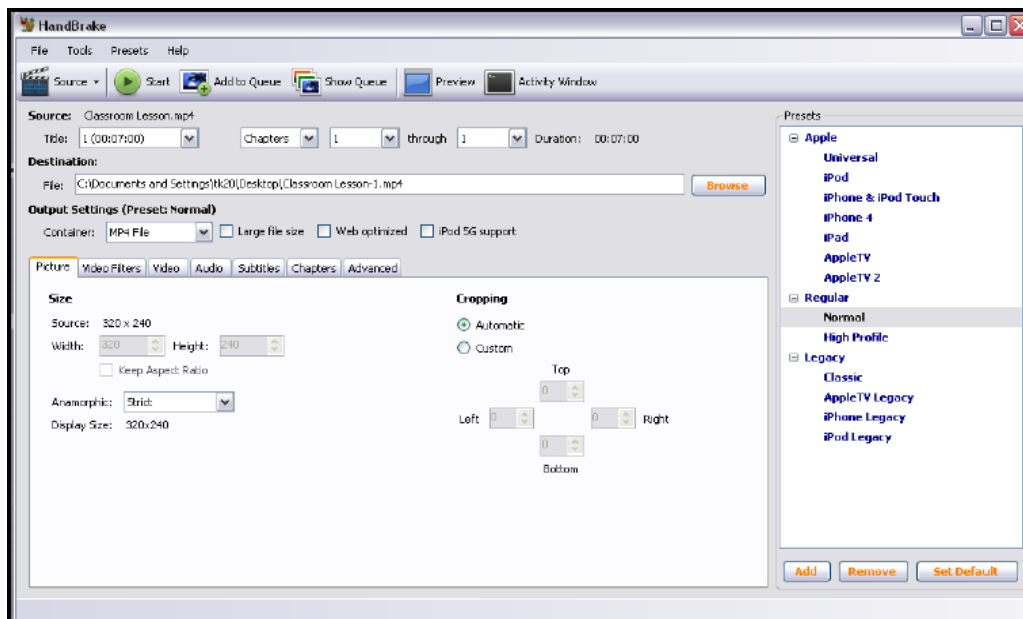 HandBrake
File Tools Presets Help
Source Start Add to Queue Show Queue Preview Activity Window
Source: Classroom Lesson.mp4
Title: 1 (00:07:00) Chapters 1 through 1 Duration: 00:07:00
Destination:
File: C:\Documents and Settings\tk20\Desktop\Classroom Lesson-1.mp4 Browse
Output Settings (Preset: Normal)
Container: MP4 File Large file size Web optimized iPod 5G support
Picture Video Filters Video Audio Subtitles Chapters Advanced
Size
Source: 320 x 240
Width: 320 Height: 240
Keep Aspect Ratio
Anamorphic: Strict
Display Size: 320x240
Cropping
Automatic
Custom
Top
0
Left 0 0 Right
0
Bottom
Presets
Apple
Universal
iPod
iPhone & iPod Touch
iPhone 4
iPad
AppleTV
AppleTV 2
Regular
Normal
High Profile
Legacy
Classic
AppleTV Legacy
iPhone Legacy
iPod Legacy
Add Remove Set Default